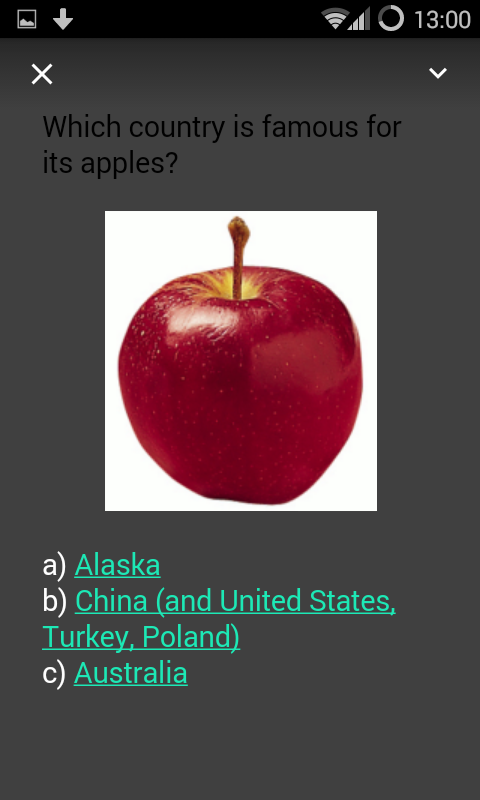 13:00
Which country is famous for
its apples?
a) Alaska
b) China (and United States,
Turkey, Poland)
c) Australia